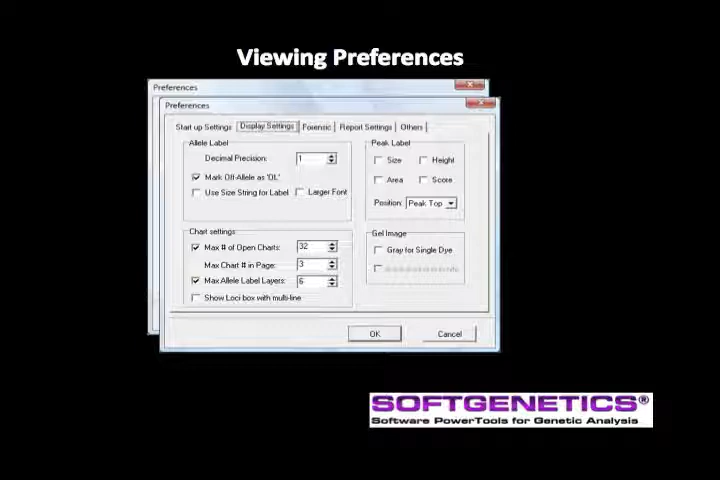 Viewing Preferences
Preferences
Preferences
Start up Settings Display Settings Forensic Report Settings Others
Allele Label
Decimal Precision: 1
Mark Off-Allele as 'OL'
Use Size String for Label Larger Font
Peak Label
Size Height
Area Score
Position: Peak Top
Chart settings
Max # of Open Charts: 32
Max Chart # in Page: 3
Max Allele Label Layers: 6
Show Loci box with multi-line
Gel Image
Gray for Single Dye
OK Cancel
SOFTGENETICS®
Software PowerTools for Genetic Analysis